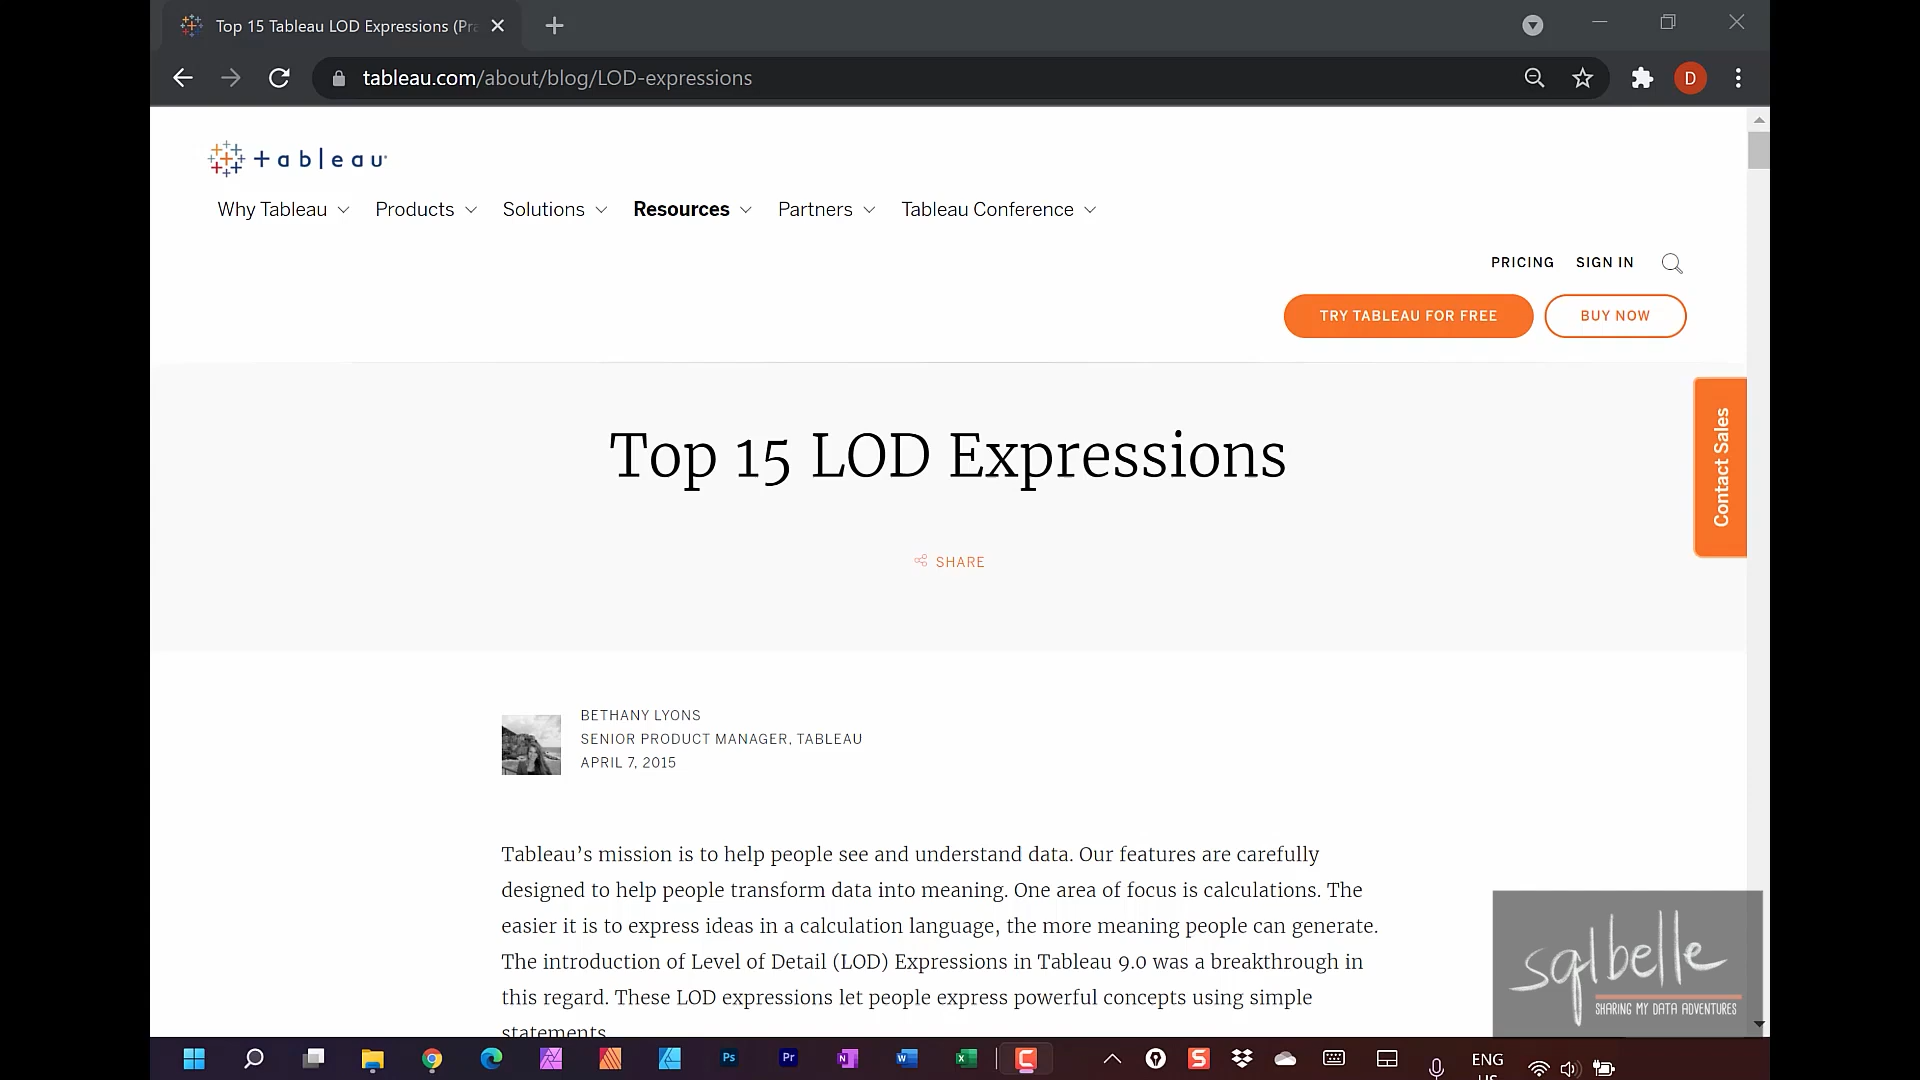 Top 15 Tableau LOD Expressions (Pra
tableau.com/about/blog/LOD-expressions
D
+ a b l e a u
Why Tableau Products Solutions Resources Partners Tableau Conference
PRICING SIGN IN
TRY TABLEAU FOR FREE BUY NOW
Contact Sales
Top 15 LOD Expressions
SHARE
BETHANY LYONS
SENIOR PRODUCT MANAGER, TABLEAU
APRIL 7, 2015
Tableau’s mission is to help people see and understand data. Our features are carefully
designed to help people transform data into meaning. One area of focus is calculations. The
easier it is to express ideas in a calculation language, the more meaning people can generate.
The introduction of Level of Detail (LOD) Expressions in Tableau 9.0 was a breakthrough in
this regard. These LOD expressions let people express powerful concepts using simple
statements.
sqlbelle
SHARING MY DATA ADVENTURES
Ps Pr N W X C S ENG
US